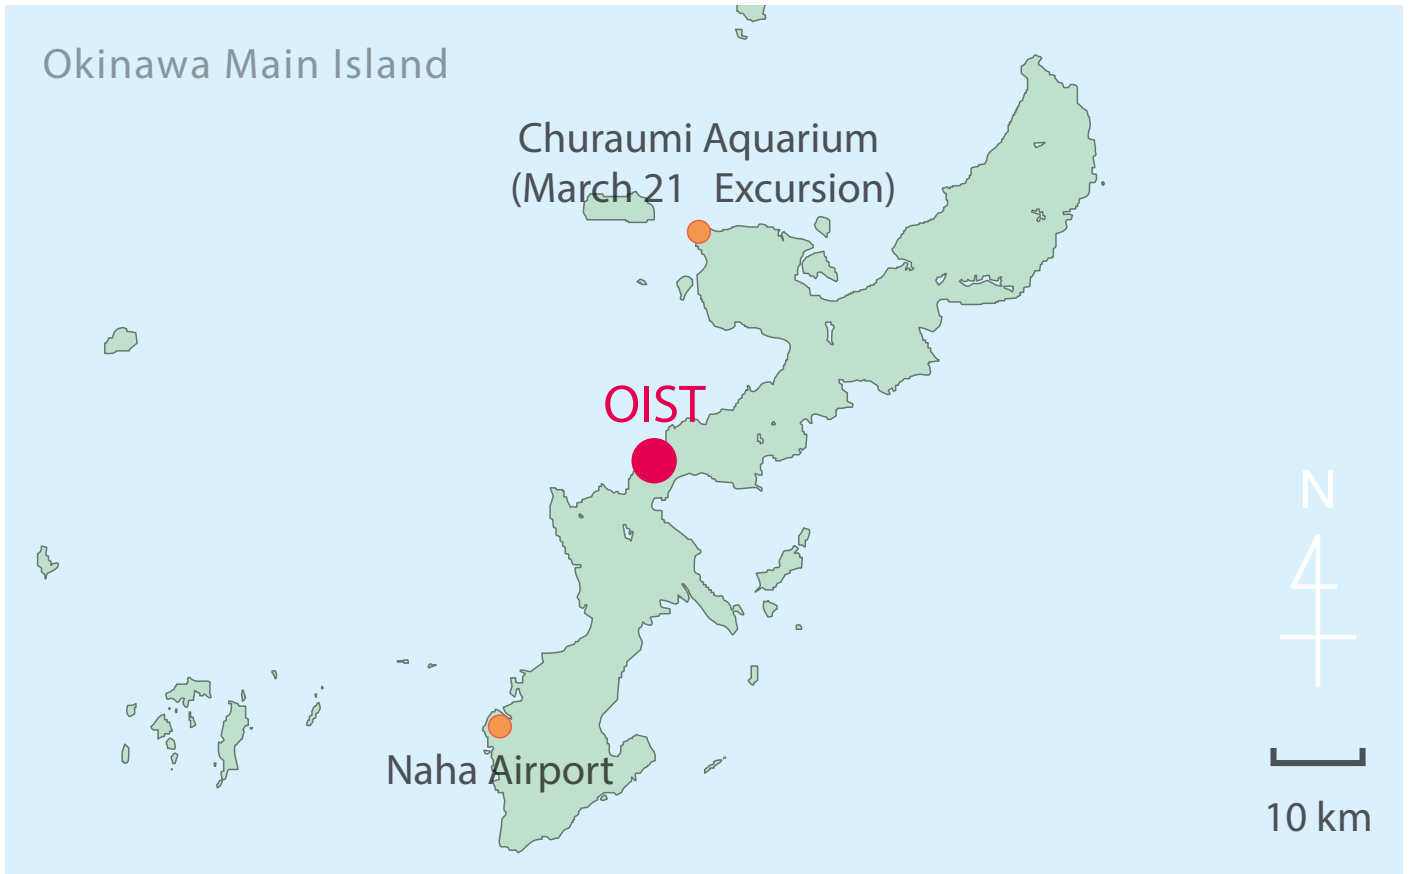 Okinawa Main Island
Churaumi Aquarium
(March 21 Excursion)
OIST
N
Naha Airport
10 km